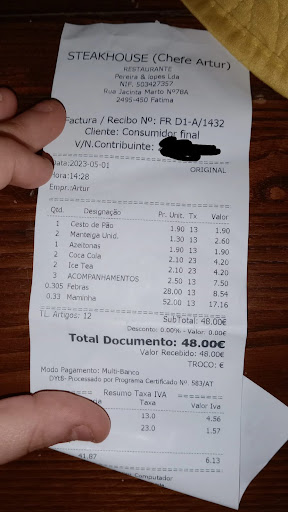 STEAKHOUSE (Chefe Artur)
RESTAURANTE
Pereira & lopes Lda
NIF. 503427357
Rua Jacinta Marto Nº78A
2495-450 Fatima
Factura / Recibo Nº: FR D1-A/1432
Cliente: Consumidor final
V/N.Contribuinte:
Data:2023-05-01 ORIGINAL
Hora:14:28
Empr.:Artur
Qtd. Designação Pr. Unit. Tx Valor
1 Cesto de Pão 1.90 13 1.90
2 Manteiga Unid. 1.30 13 2.60
1 Azeitonas 1.90 13 1.90
2 Coca Cola 2.10 23 4.20
2 Ice Tea 2.10 23 4.20
3 ACOMPANHAMENTOS 2.50 13 7.50
0.305 Febras 28.00 13 8.54
0.33 Maminha 52.00 13 17.16
TL. Artigos: 12 SubTotal: 48.00€
Desconto: 0.00% - 0.00€
Total Documento: 48.00€
Valor Recebido: 48.00€
TROCO: €
Modo Pagamento: Multi-Banco
Processado por Programa Certificado Nº. 583/AT
Resumo Taxa IVA
Taxa Valor Iva
13.0 4.56
23.0 1.57
41.87 6.13